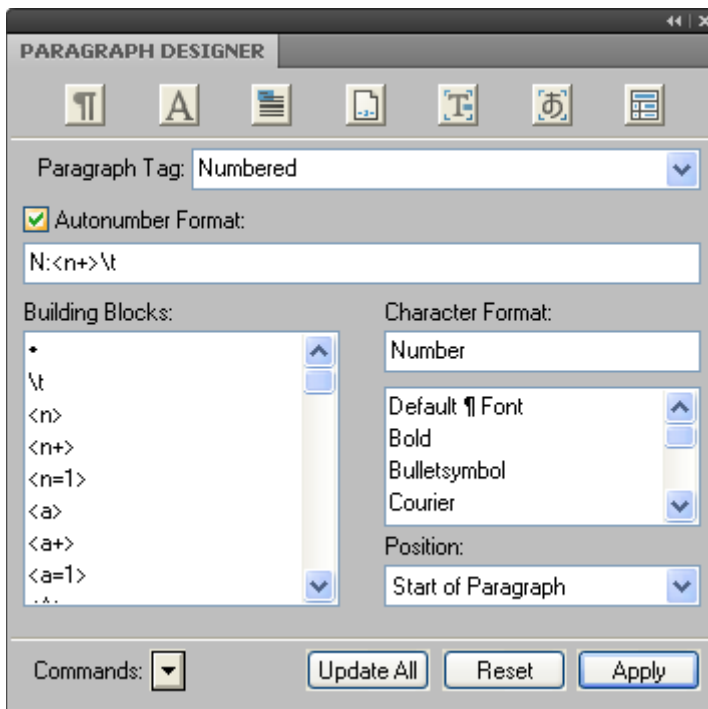 PARAGRAPH DESIGNER
Paragraph Tag: Numbered
Autonumber Format:
N:<n+>\t
Building Blocks:
•
\t
<n>
<n+>
<n=1>
<a>
<a+>
<a=1>
Character Format:
Number
Default ¶ Font
Bold
Bulletsymbol
Courier
Position:
Start of Paragraph
Commands:
Update All
Reset
Apply